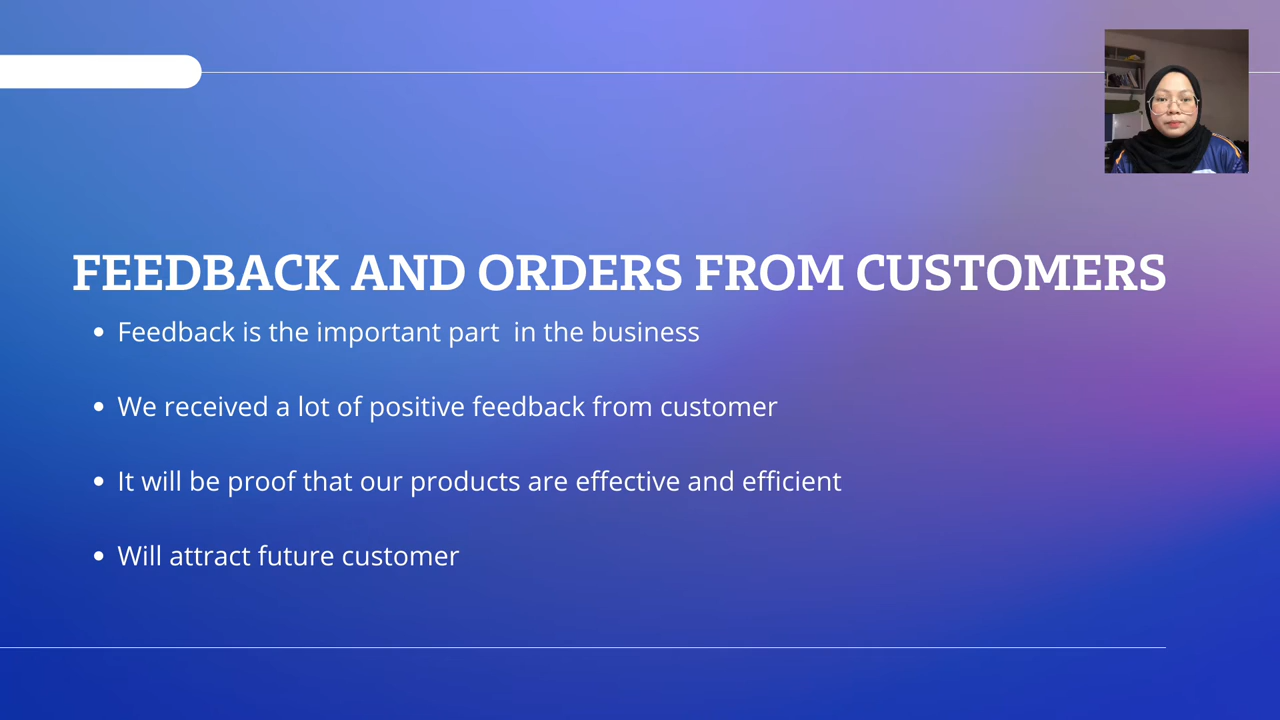 FEEDBACK AND ORDERS FROM CUSTOMERS
Feedback is the important part  in the business
We received a lot of positive feedback from customer
It will be proof that our products are effective and efficient
Will attract future customer